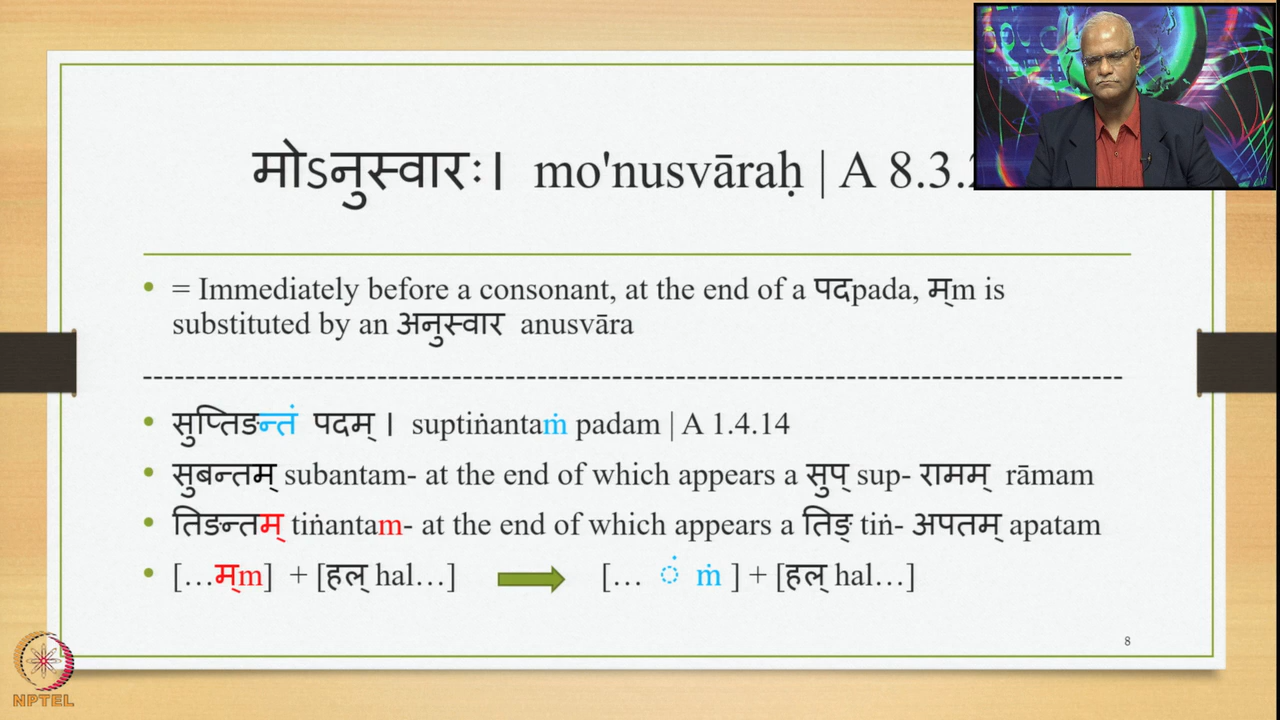 मोऽनुस्वारः। mo'nusvāraḥ | A 8.3.
• = Immediately before a consonant, at the end of a पदpada, म्m is
substituted by an अनुस्वार anusvāra
--------------------------------------------------------------------------------------------------
• सुप्तिङन्तं पदम् । suptiṅantaṁ padam | A 1.4.14
• सुबन्तम् subantam- at the end of which appears a सुप् sup- रामम् rāmam
• तिङन्तम् tiṅantam- at the end of which appears a तिङ् tiṅ- अपतम् apatam
• […म्m] + [हल् hal…] [… ं ṁ ] + [हल् hal…]
8
NPTEL